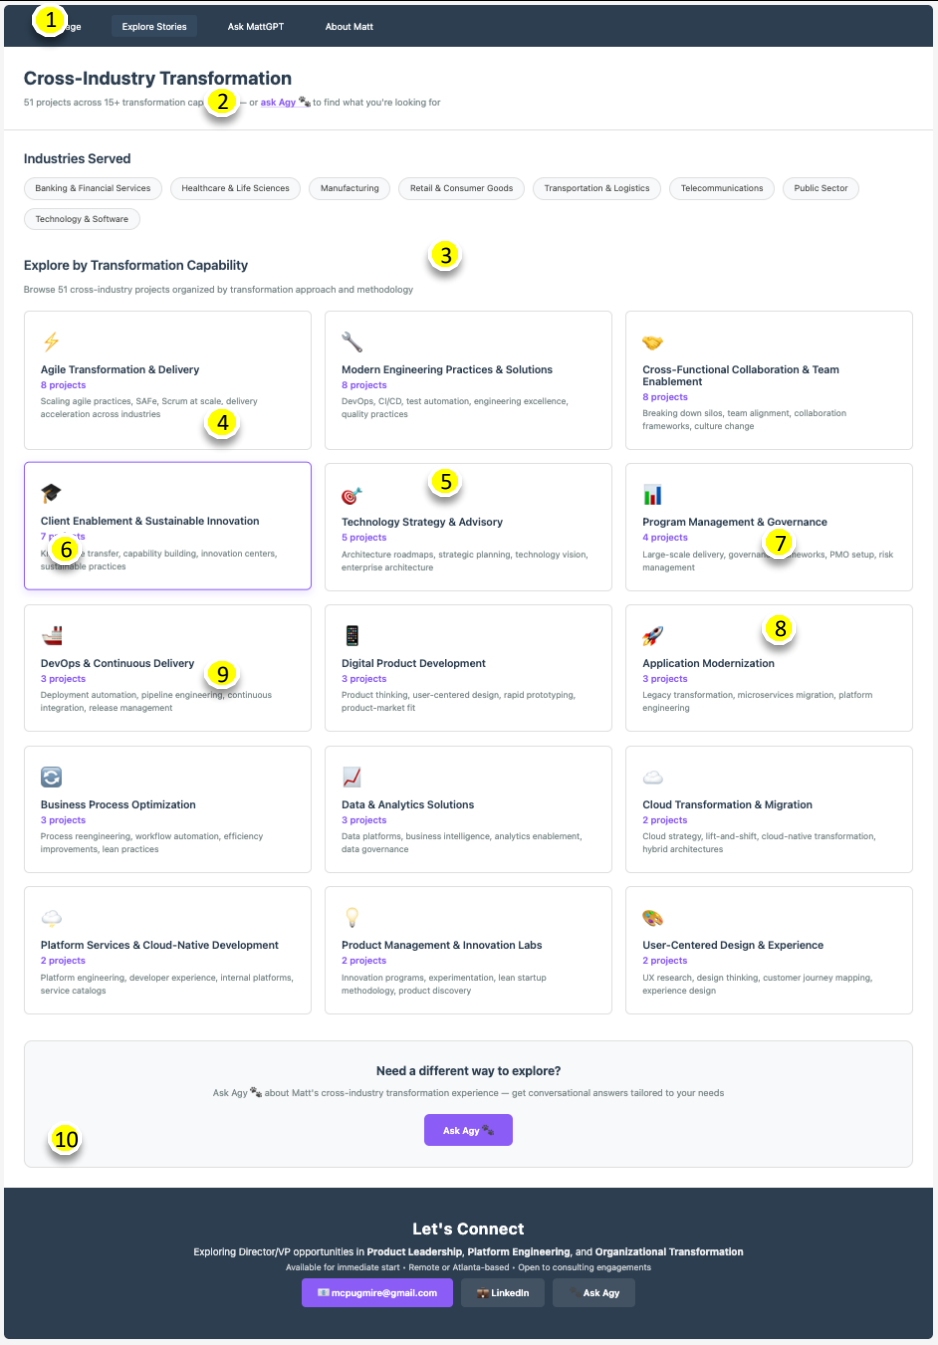 1 age Explore Stories Ask MattGPT About Matt
Cross-Industry Transformation
51 projects across 15+ transformation cap 2 — or ask Agy 🐾 to find what you're looking for
Industries Served
Banking & Financial Services Healthcare & Life Sciences Manufacturing Retail & Consumer Goods Transportation & Logistics Telecommunications Public Sector
Technology & Software
3
Explore by Transformation Capability
Browse 51 cross-industry projects organized by transformation approach and methodology
Agile Transformation & Delivery
8 projects
Scaling agile practices, SAFe, Scrum at scale, delivery
acceleration across industries
4
Modern Engineering Practices & Solutions
8 projects
DevOps, CI/CD, test automation, engineering excellence,
quality practices
Cross-Functional Collaboration & Team
Enablement
8 projects
Breaking down silos, team alignment, collaboration
frameworks, culture change
Client Enablement & Sustainable Innovation
7 projects
6 transfer, capability building, innovation centers,
sustainable practices
5
Technology Strategy & Advisory
5 projects
Architecture roadmaps, strategic planning, technology vision,
enterprise architecture
Program Management & Governance
4 projects
7
Large-scale delivery, governance frameworks, PMO setup, risk
management
DevOps & Continuous Delivery
9
3 projects
Deployment automation, pipeline engineering, continuous
integration, release management
Digital Product Development
3 projects
Product thinking, user-centered design, rapid prototyping,
product-market fit
8
Application Modernization
3 projects
Legacy transformation, microservices migration, platform
engineering
Business Process Optimization
3 projects
Process reengineering, workflow automation, efficiency
improvements, lean practices
Data & Analytics Solutions
3 projects
Data platforms, business intelligence, analytics enablement,
data governance
Cloud Transformation & Migration
2 projects
Cloud strategy, lift-and-shift, cloud-native transformation,
hybrid architectures
Platform Services & Cloud-Native Development
2 projects
Platform engineering, developer experience, internal platforms,
service catalogs
Product Management & Innovation Labs
2 projects
Innovation programs, experimentation, lean startup
methodology, product discovery
User-Centered Design & Experience
2 projects
UX research, design thinking, customer journey mapping,
experience design
Need a different way to explore?
Ask Agy 🐾 about Matt's cross-industry transformation experience — get conversational answers tailored to your needs
Ask Agy 🐾
10
Let's Connect
Exploring Director/VP opportunities in Product Leadership, Platform Engineering, and Organizational Transformation
Available for immediate start • Remote or Atlanta-based • Open to consulting engagements
📧 mcpugmire@gmail.com 💼 LinkedIn 🐾 Ask Agy